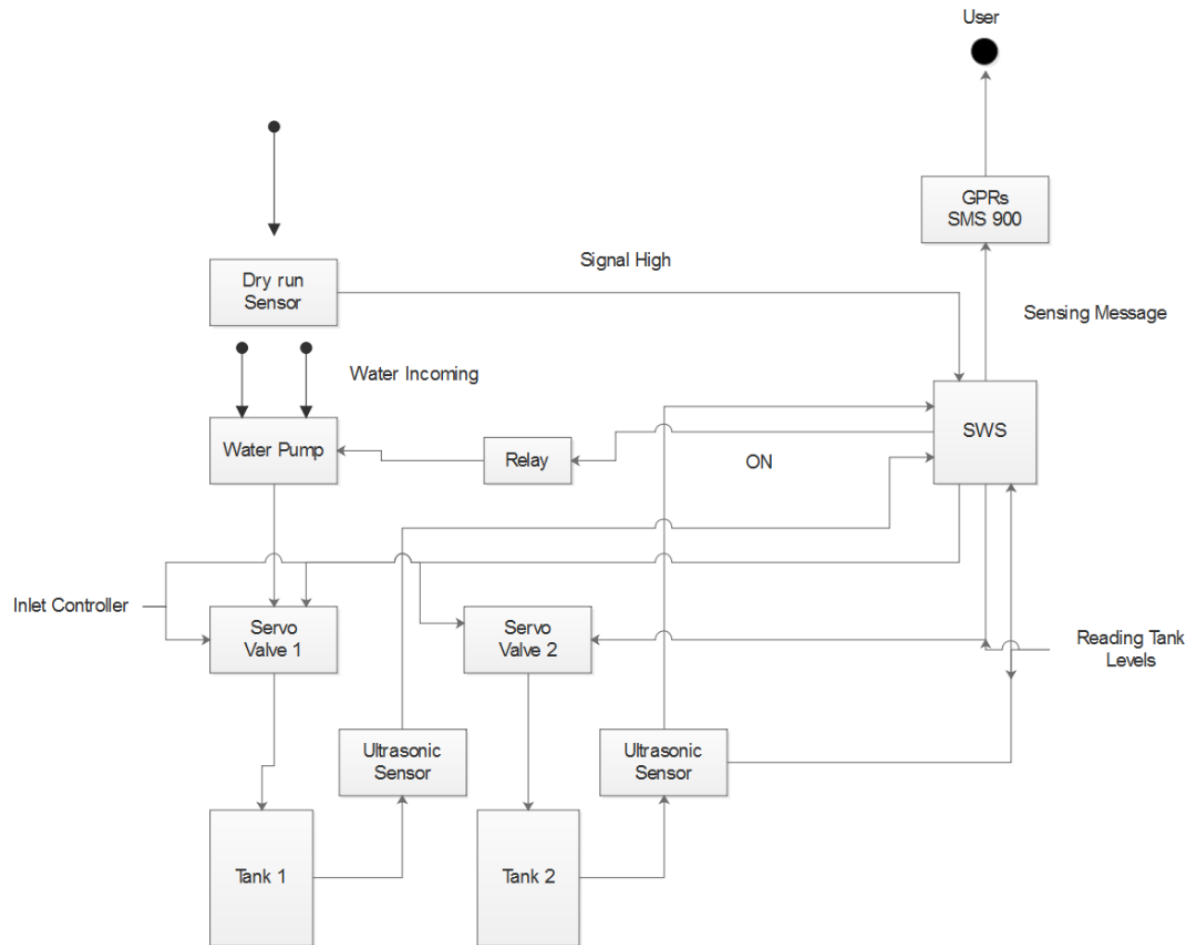 User
GPRs
SMS 900
Signal High
Dry run
Sensor
Sensing Message
Water Incoming
SWS
Water Pump
Relay
ON
Inlet Controller
Servo
Valve 1
Servo
Valve 2
Reading Tank
Levels
Ultrasonic
Sensor
Ultrasonic
Sensor
Tank 1
Tank 2